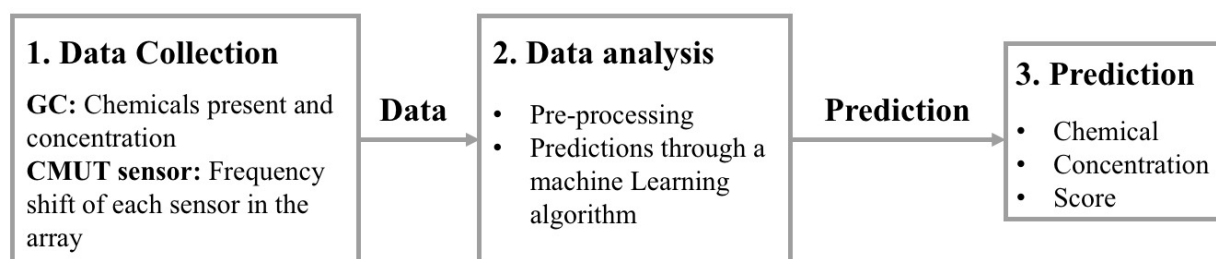 1. Data Collection
GC: Chemicals present and
concentration
CMUT sensor: Frequency
shift of each sensor in the
array
Data
2. Data analysis
• Pre-processing
• Predictions through a
machine Learning
algorithm
Prediction
3. Prediction
• Chemical
• Concentration
• Score